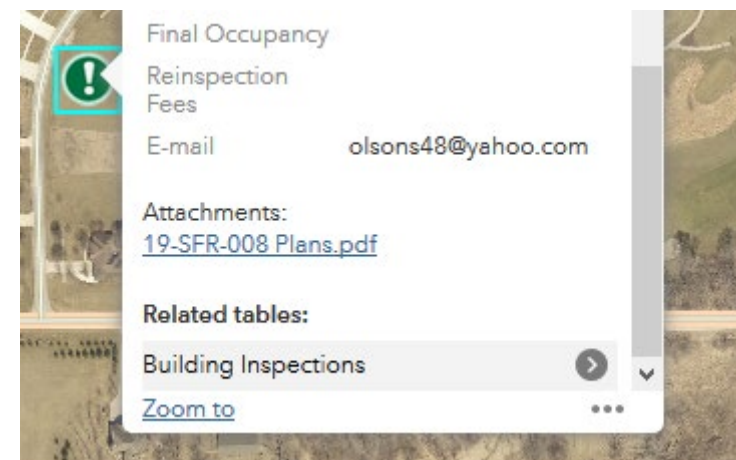 Final Occupancy
Reinspection
Fees
E-mail olsons48@yahoo.com
Attachments:
19-SFR-008 Plans.pdf
Related tables:
Building Inspections
Zoom to